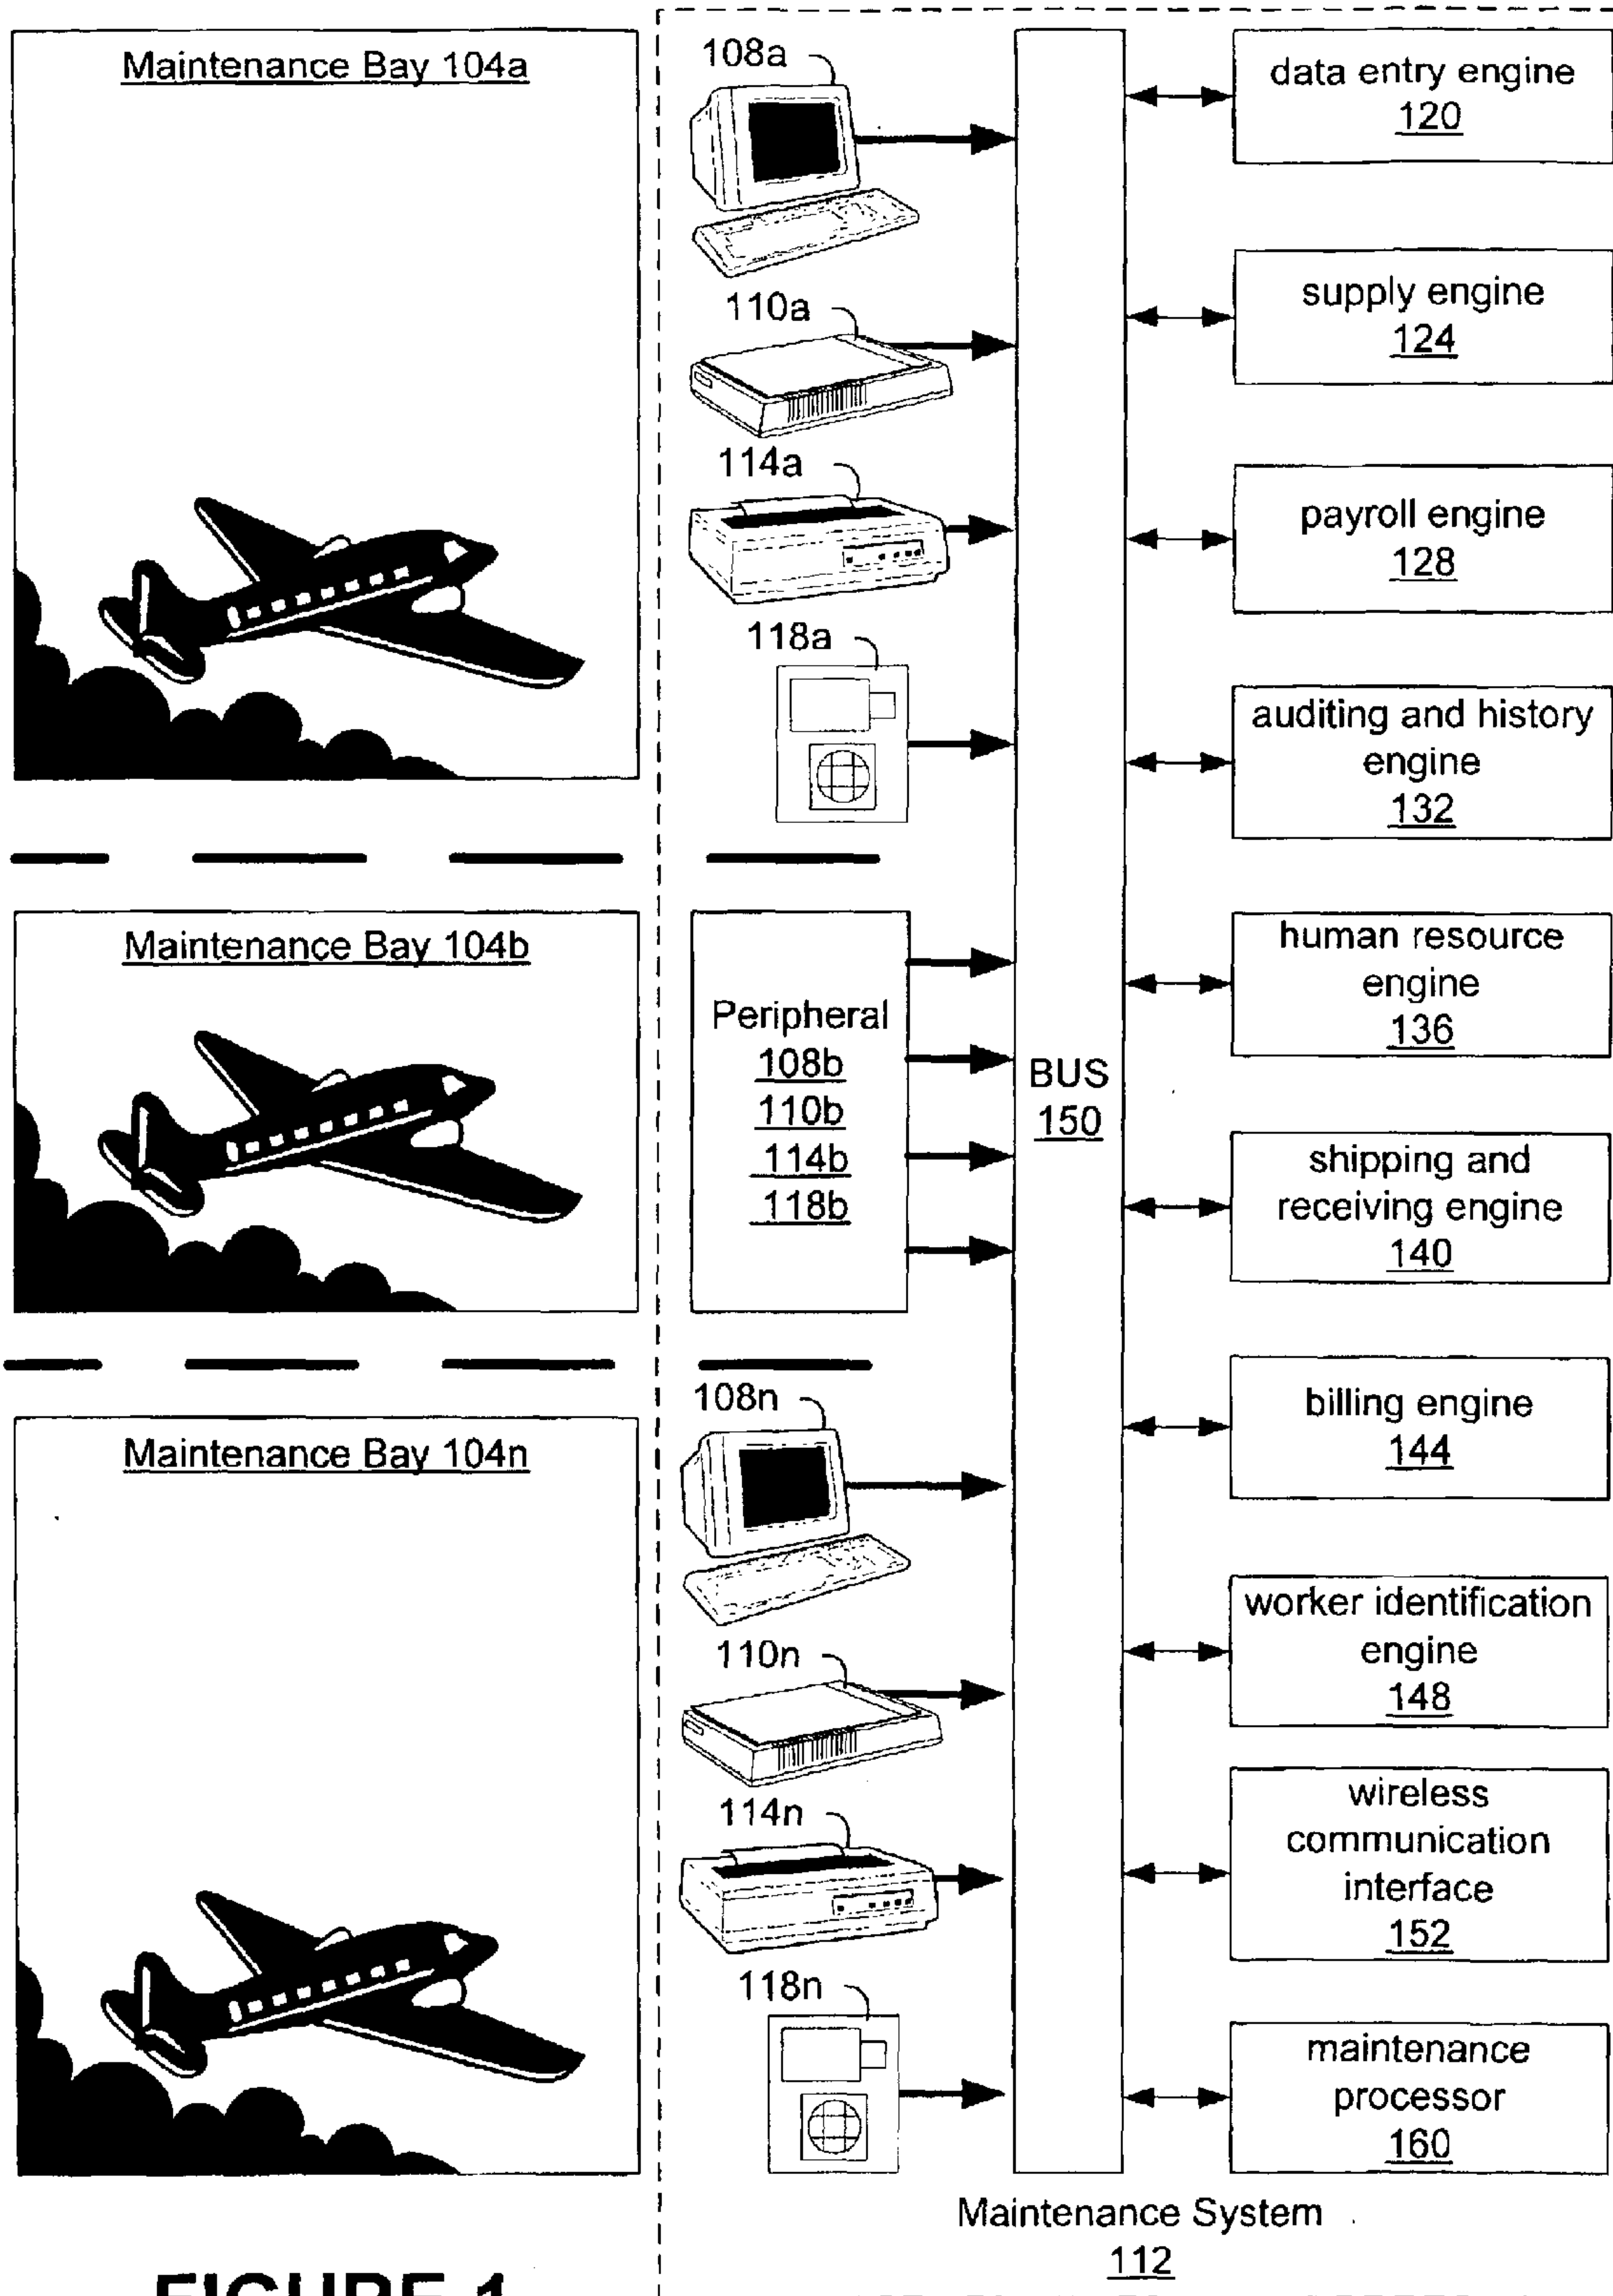 Maintenance Bay 104a
108a
110a
114a
118a
Maintenance Bay 104b
Peripheral
108b
110b
114b
118b
Maintenance Bay 104n
108n
110n
114n
118n
BUS
150
data entry engine
120
supply engine
124
payroll engine
128
auditing and history
engine
132
human resource
engine
136
shipping and
receiving engine
140
billing engine
144
worker identification
engine
148
wireless
communication
interface
152
maintenance
processor
160
Maintenance System
112
FIGURE 1